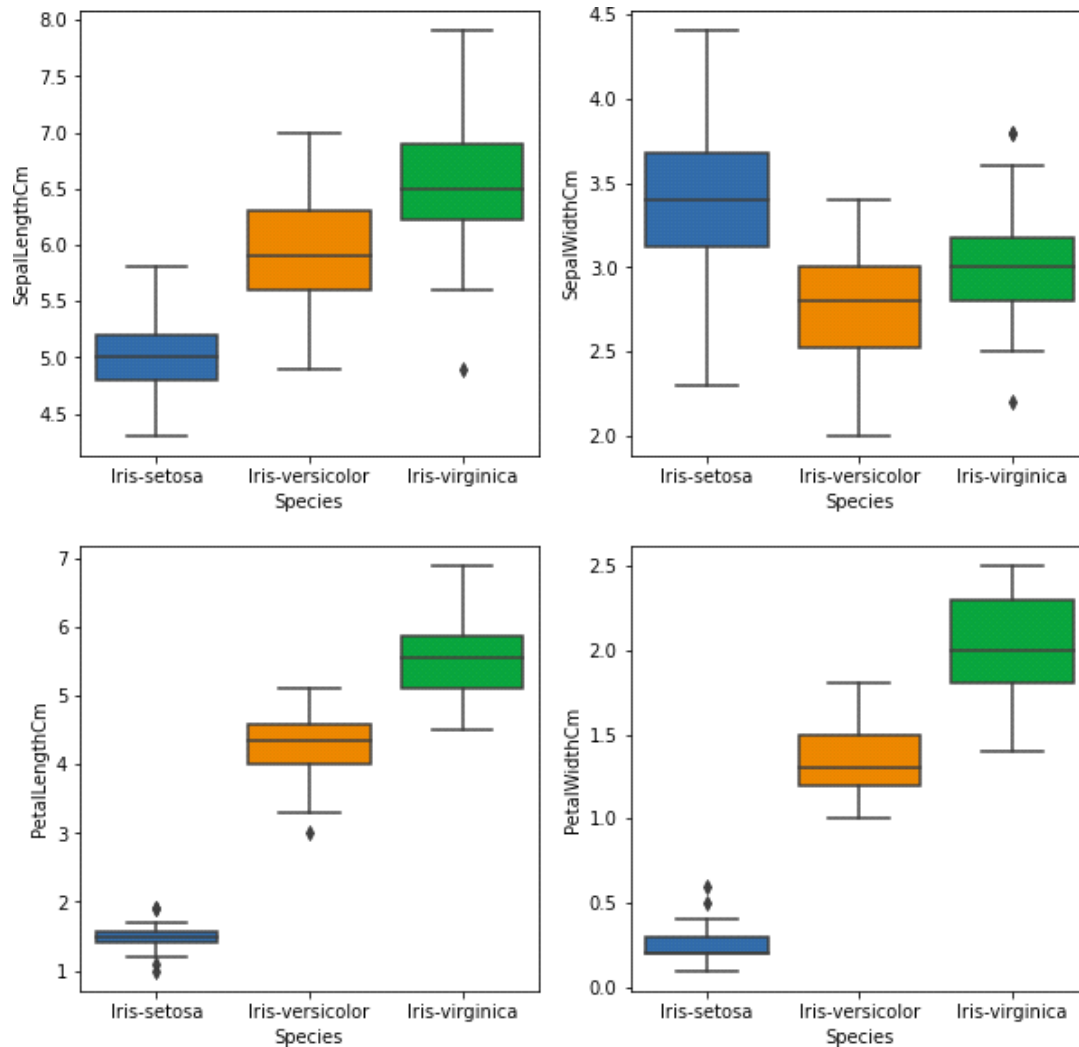 8.0
7.5
7.0
6.5
6.0
5.5
5.0
4.5
SepalLengthCm
Iris-setosa Iris-versicolor Iris-virginica
Species
4.5
4.0
3.5
3.0
2.5
2.0
SepalWidthCm
Iris-setosa Iris-versicolor Iris-virginica
Species
7
6
5
4
3
2
1
PetalLengthCm
Iris-setosa Iris-versicolor Iris-virginica
Species
2.5
2.0
1.5
1.0
0.5
0.0
PetalWidthCm
Iris-setosa Iris-versicolor Iris-virginica
Species